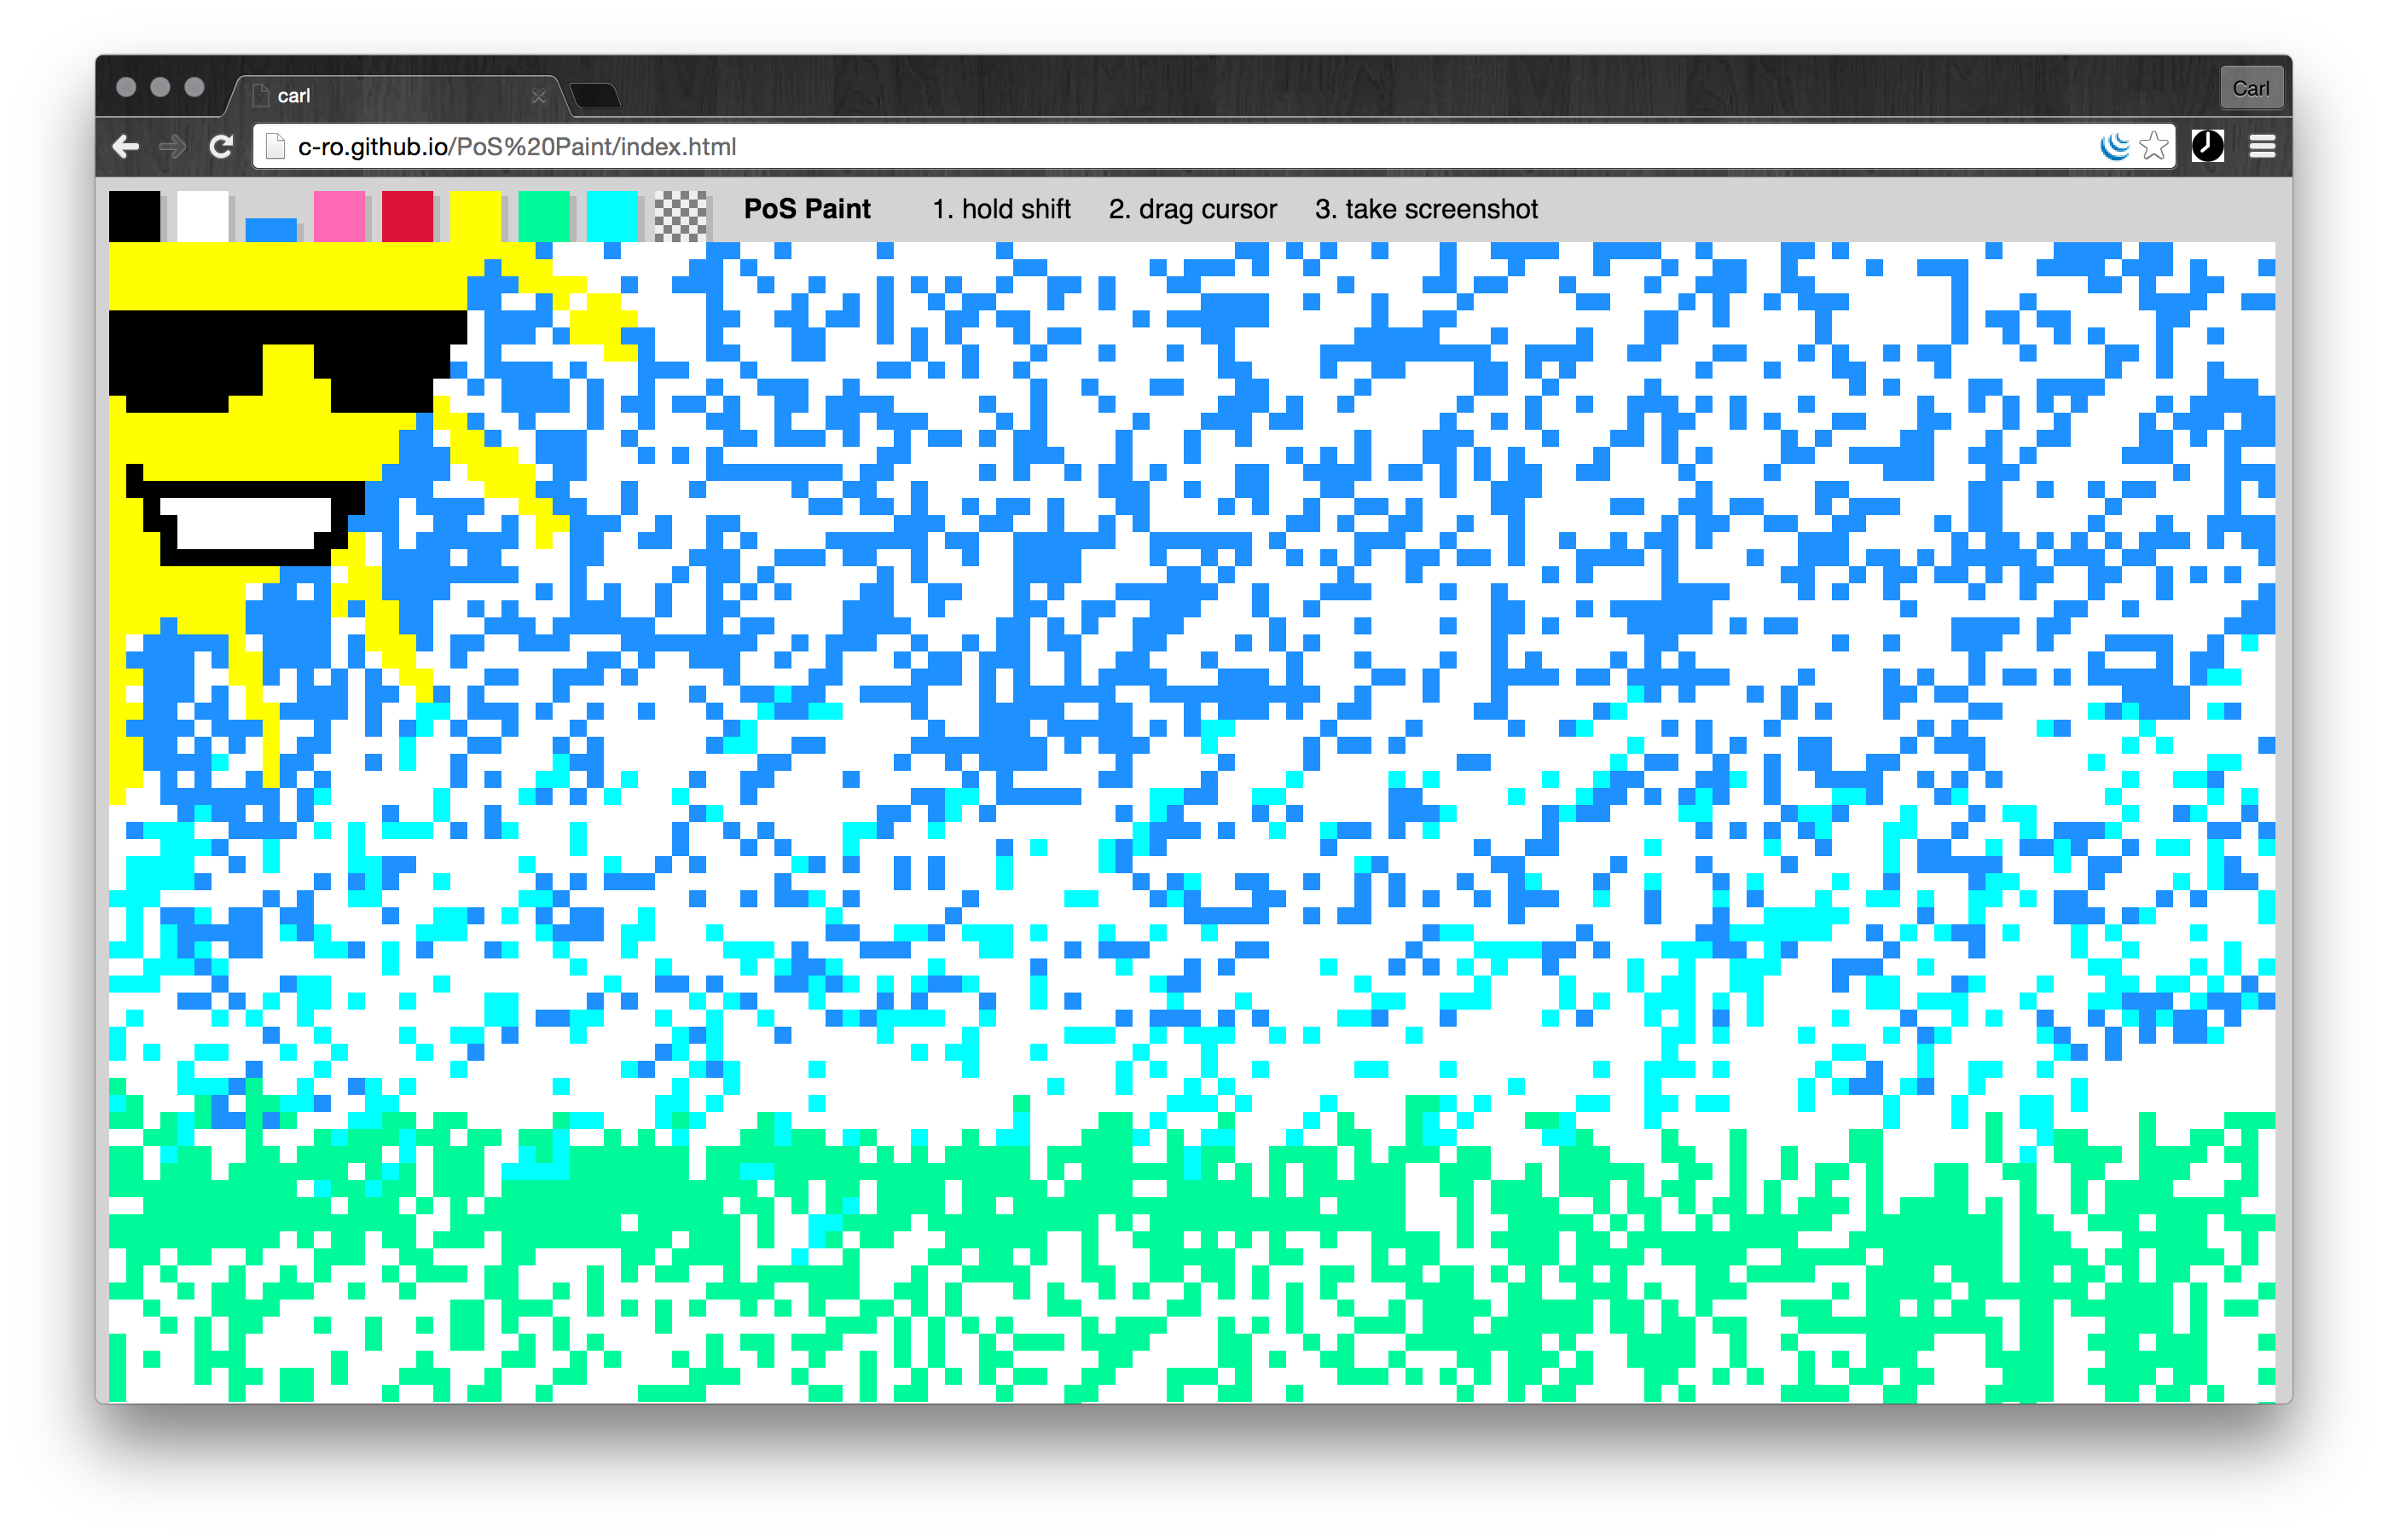 carl
Carl
c-ro.github.io/PoS%20Paint/index.html
PoS Paint 1. hold shift 2. drag cursor 3. take screenshot